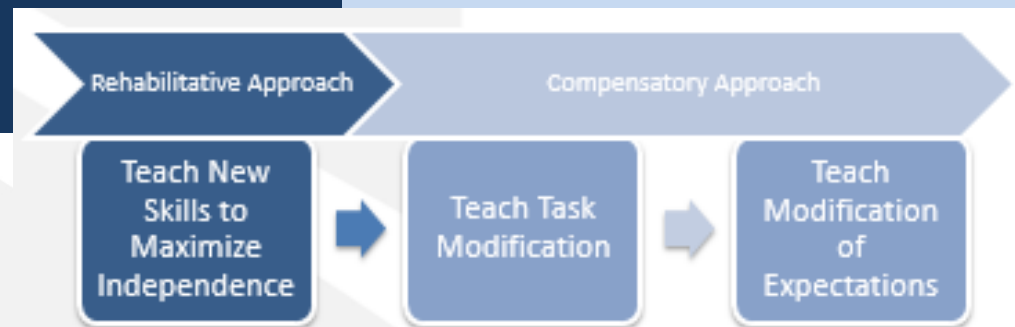 Rehabilitative Approach
Compensatory Approach
Teach New
Skills to
Maximize
Independence
Teach Task
Modification
Teach
Modification
of
Expectations